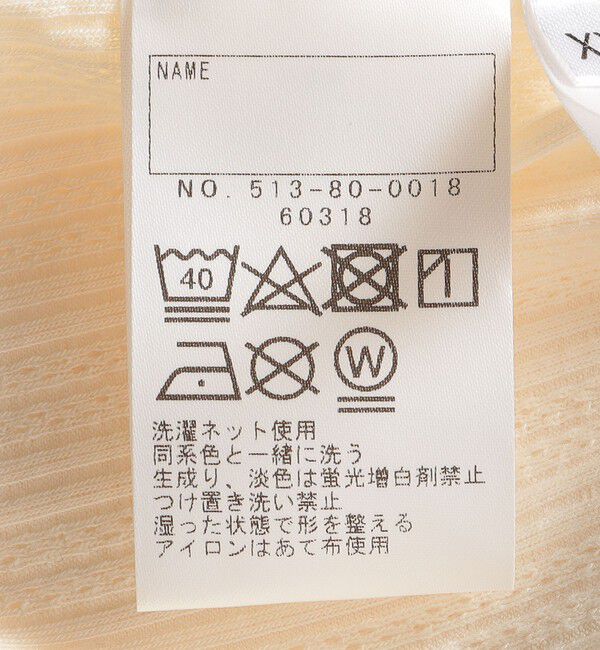 NAME
NO. 513-80-0018
60318
40
W
洗濯ネット使用
同系色と一緒に洗う
生成り、淡色は蛍光増白剤禁止
つけ置き洗い禁止
湿った状態で形を整える
アイロンはあて布使用